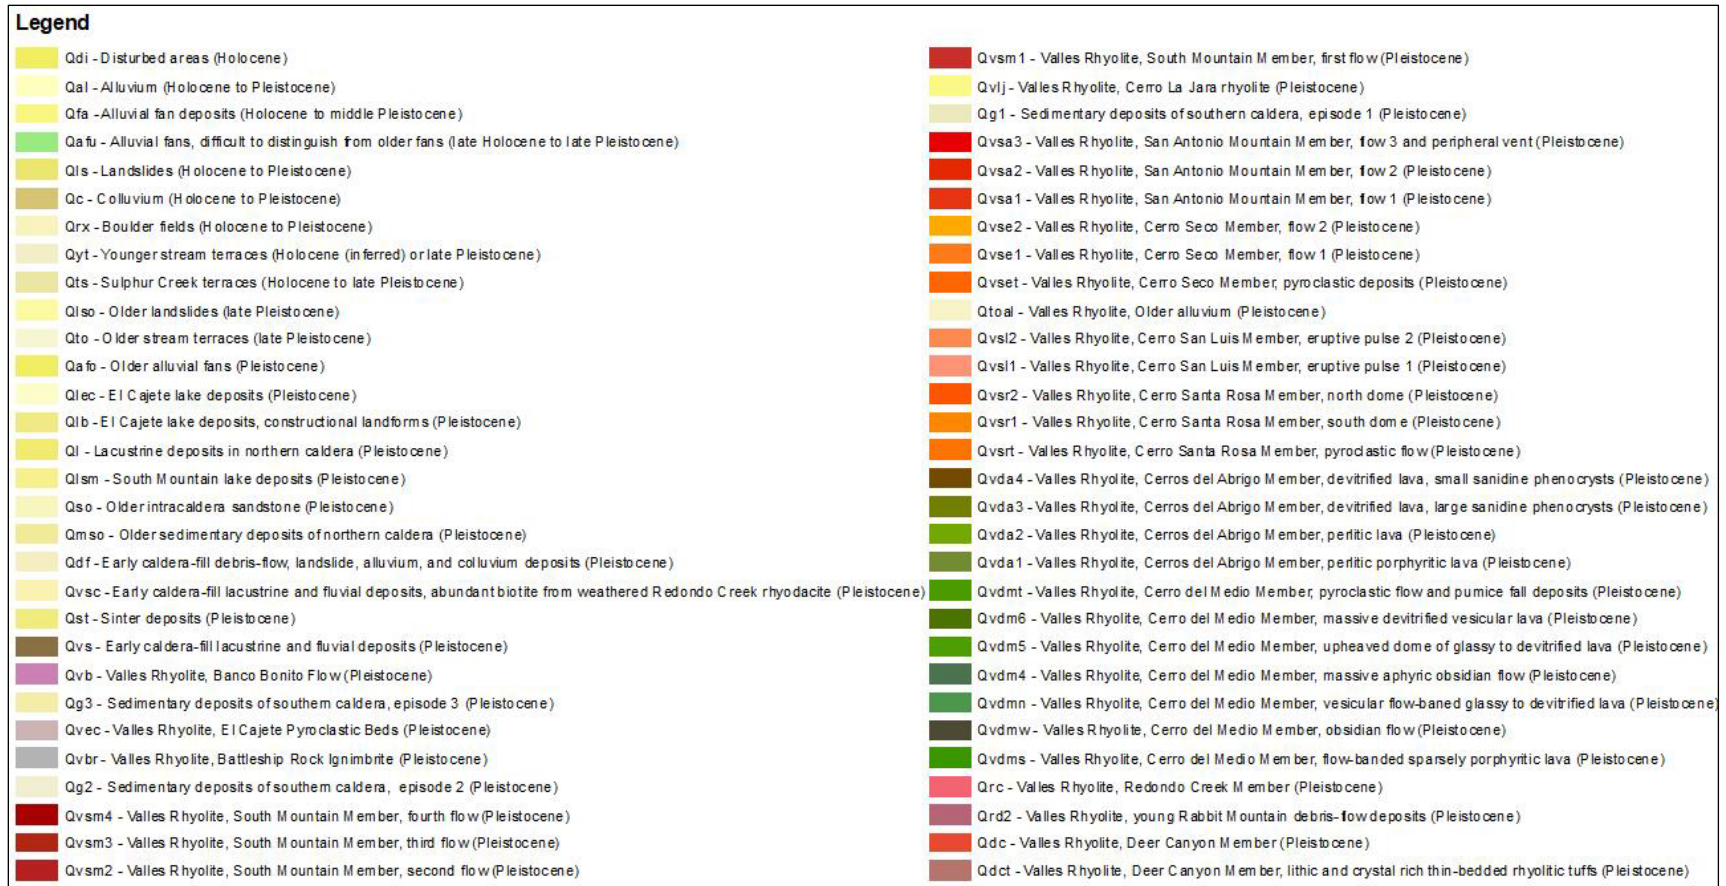 Legend
Qdi - Disturbed areas (Holocene)
Qal - Alluvium (Holocene to Pleistocene)
Qfa - Alluvial fan deposits (Holocene to middle Pleistocene)
Qafu - Alluvial fans, difficult to distinguish from older fans (late Holocene to late Pleistocene)
Qls - Landslides (Holocene to Pleistocene)
Qc - Colluvium (Holocene to Pleistocene)
Qrx - Boulder fields (Holocene to Pleistocene)
Qyt - Younger stream terraces (Holocene (inferred) or late Pleistocene)
Qts - Sulphur Creek terraces (Holocene to late Pleistocene)
Qlso - Older landslides (late Pleistocene)
Qto - Older stream terraces (late Pleistocene)
Qafo - Older alluvial fans (Pleistocene)
Qlec - El Cajete lake deposits (Pleistocene)
Qlb - El Cajete lake deposits, constructional landforms (Pleistocene)
Ql - Lacustrine deposits in northern caldera (Pleistocene)
Qlsm - South Mountain lake deposits (Pleistocene)
Qso - Older intracaldera sandstone (Pleistocene)
Qmso - Older sedimentary deposits of northern caldera (Pleistocene)
Qdf - Early caldera-fill debris-flow, landslide, alluvium, and colluvium deposits (Pleistocene)
Qvsc - Early caldera-fill lacustrine and fluvial deposits, abundant biotite from weathered Redondo Creek rhyodacite (Pleistocene)
Qst - Sinter deposits (Pleistocene)
Qvs - Early caldera-fill lacustrine and fluvial deposits (Pleistocene)
Qvb - Valles Rhyolite, Banco Bonito Flow (Pleistocene)
Qg3 - Sedimentary deposits of southern caldera, episode 3 (Pleistocene)
Qvec - Valles Rhyolite, El Cajete Pyroclastic Beds (Pleistocene)
Qvbr - Valles Rhyolite, Battleship Rock Ignimbrite (Pleistocene)
Qg2 - Sedimentary deposits of southern caldera, episode 2 (Pleistocene)
Qvsm4 - Valles Rhyolite, South Mountain Member, fourth flow (Pleistocene)
Qvsm3 - Valles Rhyolite, South Mountain Member, third flow (Pleistocene)
Qvsm2 - Valles Rhyolite, South Mountain Member, second flow (Pleistocene)
Qvsm1 - Valles Rhyolite, South Mountain Member, first flow (Pleistocene)
Qvlj - Valles Rhyolite, Cerro La Jara rhyolite (Pleistocene)
Qg1 - Sedimentary deposits of southern caldera, episode 1 (Pleistocene)
Qvsa3 - Valles Rhyolite, San Antonio Mountain Member, flow 3 and peripheral vent (Pleistocene)
Qvsa2 - Valles Rhyolite, San Antonio Mountain Member, flow 2 (Pleistocene)
Qvsa1 - Valles Rhyolite, San Antonio Mountain Member, flow 1 (Pleistocene)
Qvse2 - Valles Rhyolite, Cerro Seco Member, flow 2 (Pleistocene)
Qvse1 - Valles Rhyolite, Cerro Seco Member, flow 1 (Pleistocene)
Qvset - Valles Rhyolite, Cerro Seco Member, pyroclastic deposits (Pleistocene)
Qtoal - Valles Rhyolite, Older alluvium (Pleistocene)
Qvsl2 - Valles Rhyolite, Cerro San Luis Member, eruptive pulse 2 (Pleistocene)
Qvsl1 - Valles Rhyolite, Cerro San Luis Member, eruptive pulse 1 (Pleistocene)
Qvsr2 - Valles Rhyolite, Cerro Santa Rosa Member, north dome (Pleistocene)
Qvsr1 - Valles Rhyolite, Cerro Santa Rosa Member, south dome (Pleistocene)
Qvsrt - Valles Rhyolite, Cerro Santa Rosa Member, pyroclastic flow (Pleistocene)
Qvda4 - Valles Rhyolite, Cerros del Abrigo Member, devitrified lava, small sanidine phenocrysts (Pleistocene)
Qvda3 - Valles Rhyolite, Cerros del Abrigo Member, devitrified lava, large sanidine phenocrysts (Pleistocene)
Qvda2 - Valles Rhyolite, Cerros del Abrigo Member, perlitic lava (Pleistocene)
Qvda1 - Valles Rhyolite, Cerros del Abrigo Member, perlitic porphyritic lava (Pleistocene)
Qvdmt - Valles Rhyolite, Cerro del Medio Member, pyroclastic flow and pumice fall deposits (Pleistocene)
Qvdm6 - Valles Rhyolite, Cerro del Medio Member, massive devitrified vesicular lava (Pleistocene)
Qvdm5 - Valles Rhyolite, Cerro del Medio Member, upheaved dome of glassy to devitrified lava (Pleistocene)
Qvdm4 - Valles Rhyolite, Cerro del Medio Member, massive aphyric obsidian flow (Pleistocene)
Qvdmn - Valles Rhyolite, Cerro del Medio Member, vesicular flow-baned glassy to devitrified lava (Pleistocene)
Qvdmw - Valles Rhyolite, Cerro del Medio Member, obsidian flow (Pleistocene)
Qvdms - Valles Rhyolite, Cerro del Medio Member, flow-banded sparsely porphyritic lava (Pleistocene)
Qrc - Valles Rhyolite, Redondo Creek Member (Pleistocene)
Qrd2 - Valles Rhyolite, young Rabbit Mountain debris-flow deposits (Pleistocene)
Qdc - Valles Rhyolite, Deer Canyon Member (Pleistocene)
Qdct - Valles Rhyolite, Deer Canyon Member, lithic and crystal rich thin-bedded rhyolitic tuffs (Pleistocene)